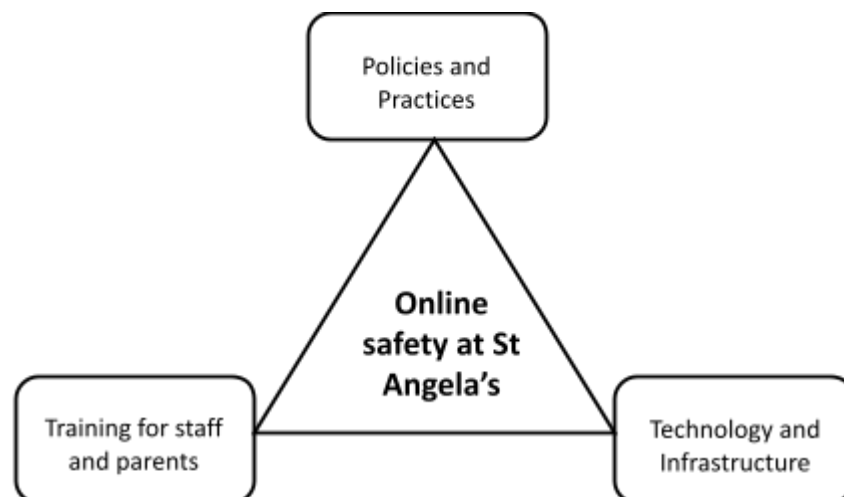 Policies and
Practices
Online
safety at St
Angela's
Training for staff
and parents
Technology and
Infrastructure